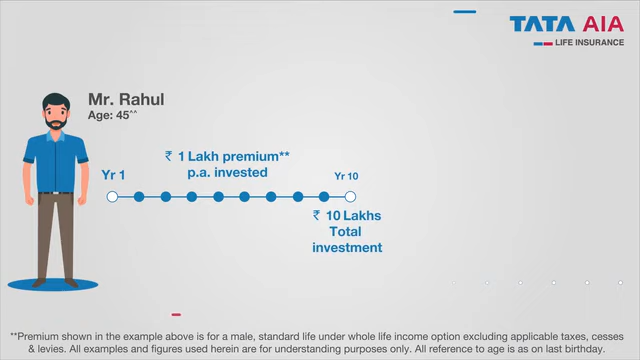 TATA AIA
LIFE INSURANCE
Mr. Rahul
Age: 45^^
₹ 1 Lakh premium**
p.a. invested
Yr 1
Yr 10
₹ 10 Lakhs
Total
investment
**Premium shown in the example above is for a male, standard life under whole life income option excluding applicable taxes, cesses
& levies. All examples and figures used herein are for understanding purposes only. All reference to age is as on last birthday.